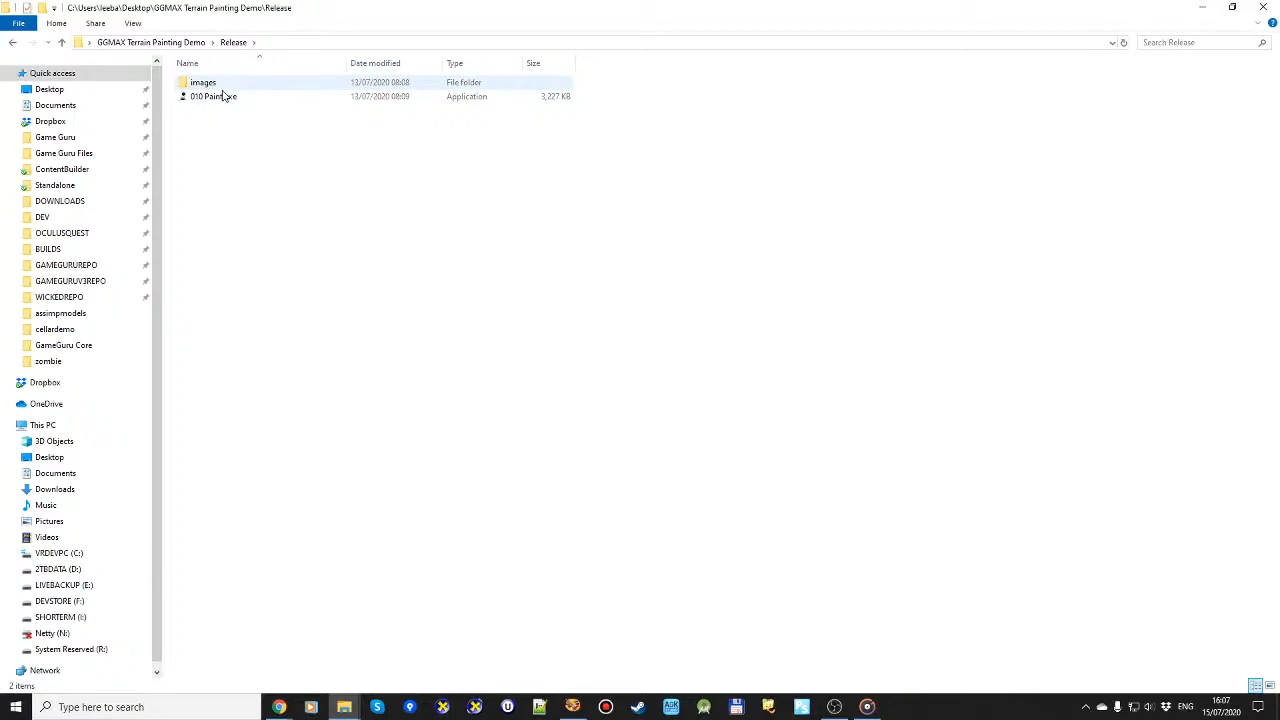 C:\Users\leeba\Desktop\GGMAX Terrain Painting Demo\Release
File Home Share View
GGMAX Terrain Painting Demo Release Search Release
Name Date modified Type Size
images 13/07/2020 08:08 File folder
010 Paint.exe 13/07/2020 08:09 Application 3,227 KB
Quick access
Desktop
Documents
Dropbox
Game Guru
Game Guru Files
ContentBuilder
Standalone
DOWNLOADS
DEV
OCULUSQUEST
BUILDS
GAMEGURUREPO
GAMEGURUV3REPO
WICKEDREPO
assimpmodels
cellardemo
GameGuru Core
zombie
Dropbox
OneDrive
This PC
3D Objects
Desktop
Documents
Downloads
Music
Pictures
Videos
VRDEVPC (C:)
2TBDATA (D:)
LIVEBACKUP (E:)
DEVSTORE (F:)
SHORTERM (I:)
Netty (N:)
System Reserved (R:)
Network
2 items
Type here to search
ENG
16:07
15/07/2020